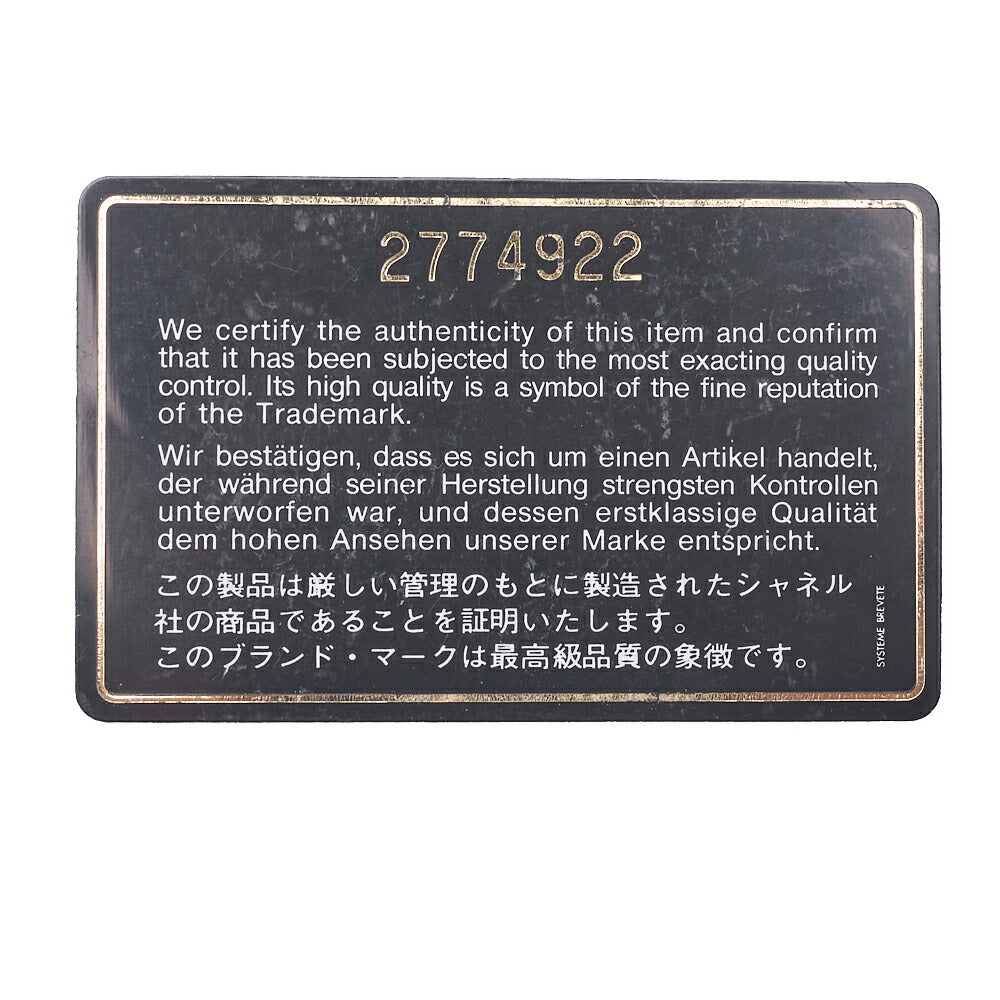 2774922
We certify the authenticity of this item and confirm
that it has been subjected to the most exacting quality
control. Its high quality is a symbol of the fine reputation
of the Trademark.
Wir bestätigen, dass es sich um einen Artikel handelt,
der während seiner Herstellung strengsten Kontrollen
unterworfen war, und dessen erstklassige Qualität
dem hohen Ansehen unserer Marke entspricht.
この製品は厳しい管理のもとに製造されたシャネル
社の商品であることを証明いたします。
このブランド・マークは最高級品質の象徴です。
SYSTEME BREVETE